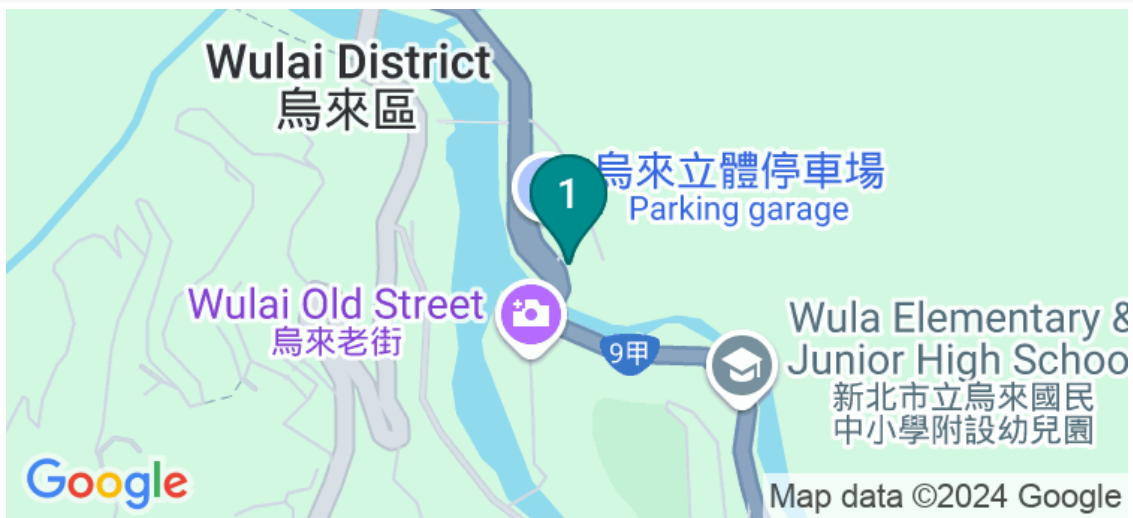 Wulai District
烏來區
1
烏來立體停車場
Parking garage
Wulai Old Street
烏來老街
9甲
Wula Elementary &
Junior High Schoo
新北市立烏來國民
中小學附設幼兒園
Google
Map data ©2024 Google